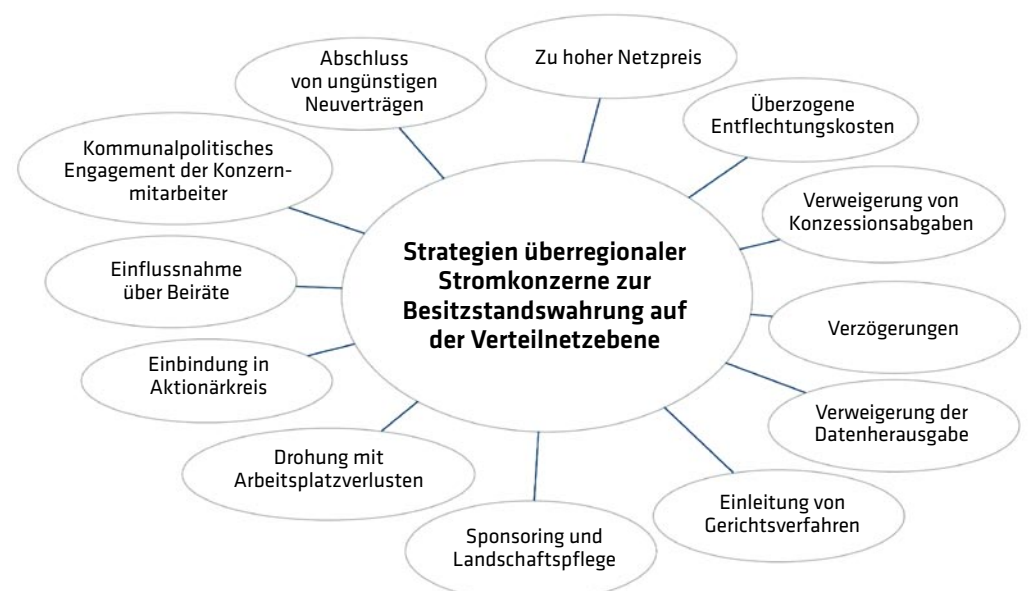 Strategien überregionaler
Stromkonzerne zur
Besitzstandswahrung auf
der Verteilnetzebene
Zu hoher Netzpreis
Überzogene
Entflechtungskosten
Verweigerung von
Konzessionsabgaben
Verzögerungen
Verweigerung der
Datenherausgabe
Einleitung von
Gerichtsverfahren
Sponsoring und
Landschaftspflege
Drohung mit
Arbeitsplatzverlusten
Einbindung in
Aktionärkreis
Einflussnahme
über Beiräte
Kommunalpolitisches
Engagement der Konzern-
mitarbeiter
Abschluss
von ungünstigen
Neuverträgen